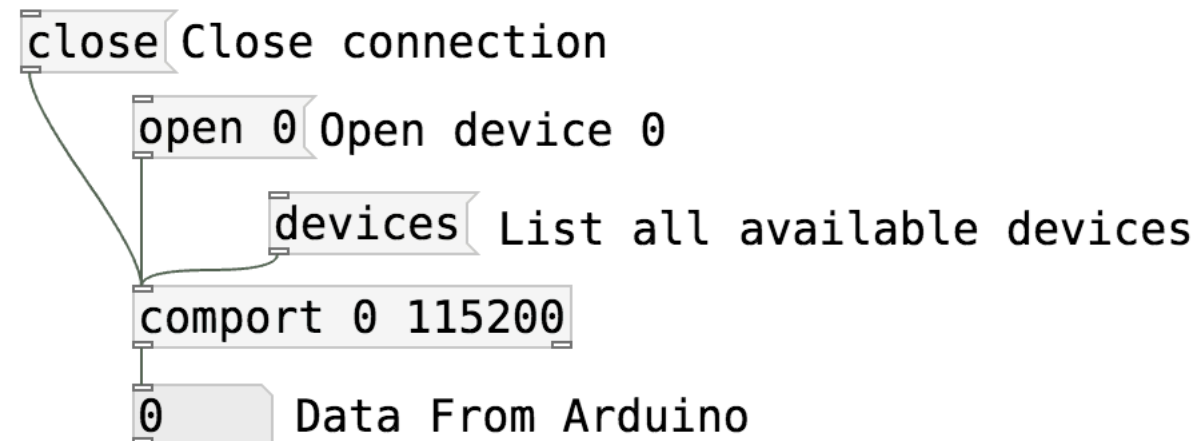 close Close connection
open 0 Open device 0
devices List all available devices
comport 0 115200
0 Data From Arduino